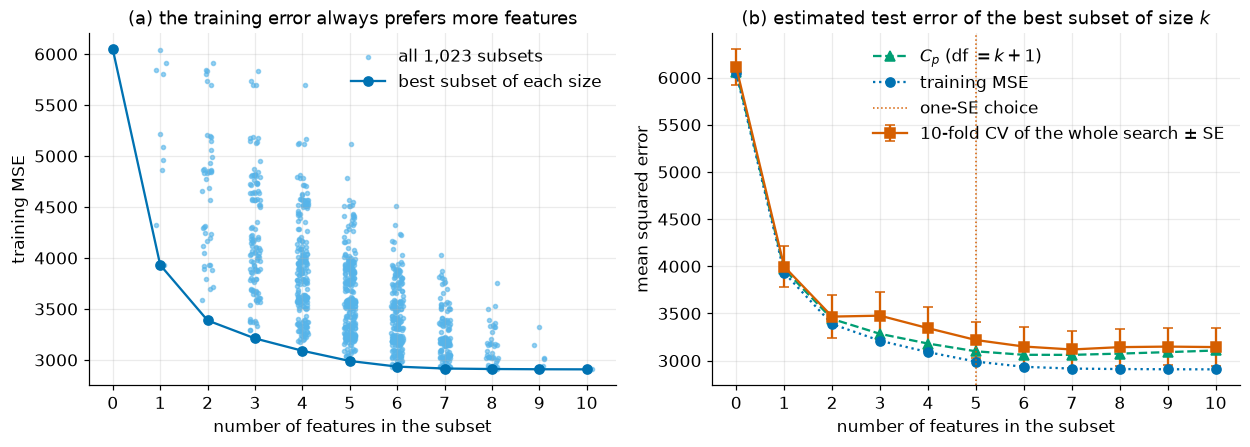 (a) the training error always prefers more features
6000
5500
5000
4500
4000
3500
3000
training MSE
all 1,023 subsets
best subset of each size
0 1 2 3 4 5 6 7 8 9 10
number of features in the subset
(b) estimated test error of the best subset of size k
6000
5500
5000
4500
4000
3500
3000
mean squared error
Cp (df = k + 1)
training MSE
one-SE choice
10-fold CV of the whole search ± SE
0 1 2 3 4 5 6 7 8 9 10
number of features in the subset